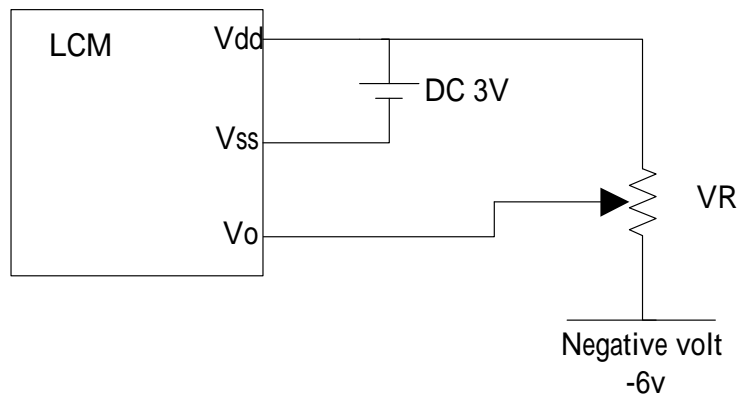 LCM
Vdd
DC 3V
Vss
VR
Vo
Negative volt
-6v